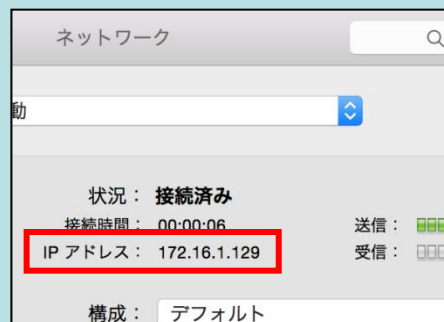 ネットワーク
動
状況： 接続済み
接続時間： 00:00:06 送信：
IP アドレス： 172.16.1.129 受信：
構成： デフォルト